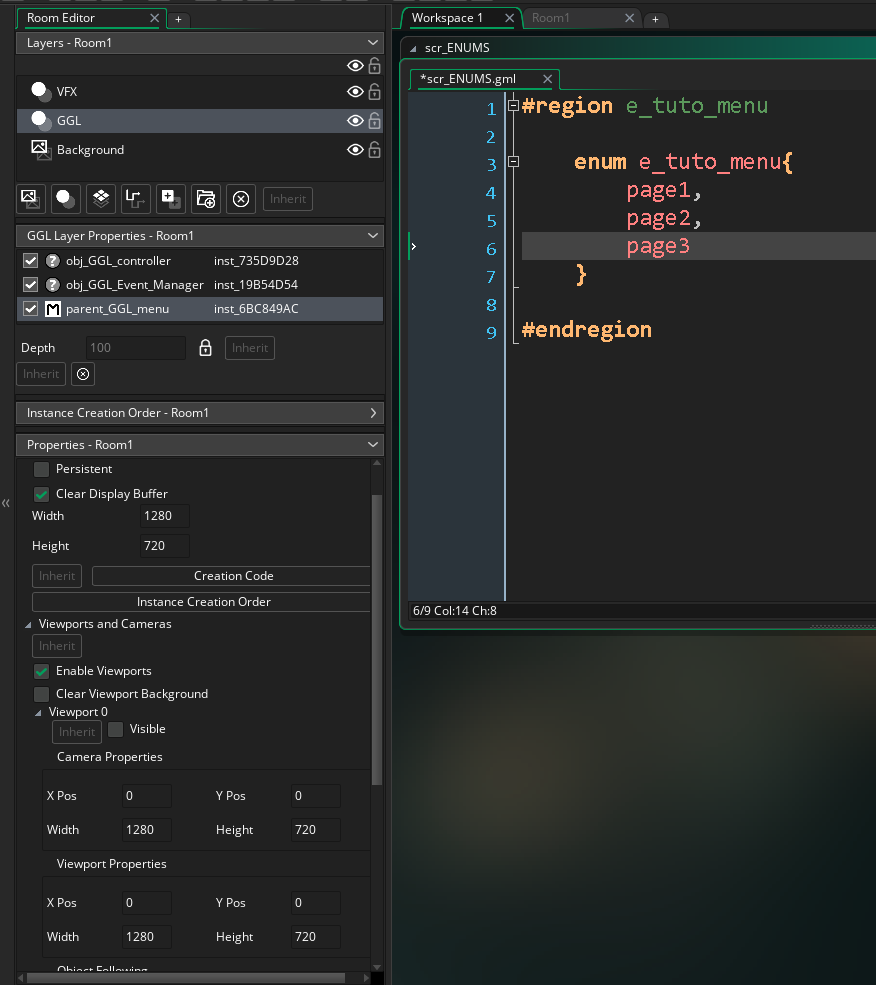 Room Editor
Layers - Room1
VFX
GGL
Background
Inherit
GGL Layer Properties - Room1
obj_GGL_controller inst_735D9D28
obj_GGL_Event_Manager inst_19B54D54
parent_GGL_menu inst_6BC849AC
Depth 100 Inherit
Inherit
Instance Creation Order - Room1
Properties - Room1
Persistent
Clear Display Buffer
Width 1280
Height 720
Inherit Creation Code
Instance Creation Order
Viewports and Cameras
Inherit
Enable Viewports
Clear Viewport Background
Viewport 0
Inherit Visible
Camera Properties
X Pos 0 Y Pos 0
Width 1280 Height 720
Viewport Properties
X Pos 0 Y Pos 0
Width 1280 Height 720
Object Following
Workspace 1 Room1
scr_ENUMS
*scr_ENUMS.gml
1 #region e_tuto_menu
2
3 enum e_tuto_menu{
4 page1,
5 page2,
6 page3
7 }
8
9 #endregion
6/9 Col:14 Ch:8